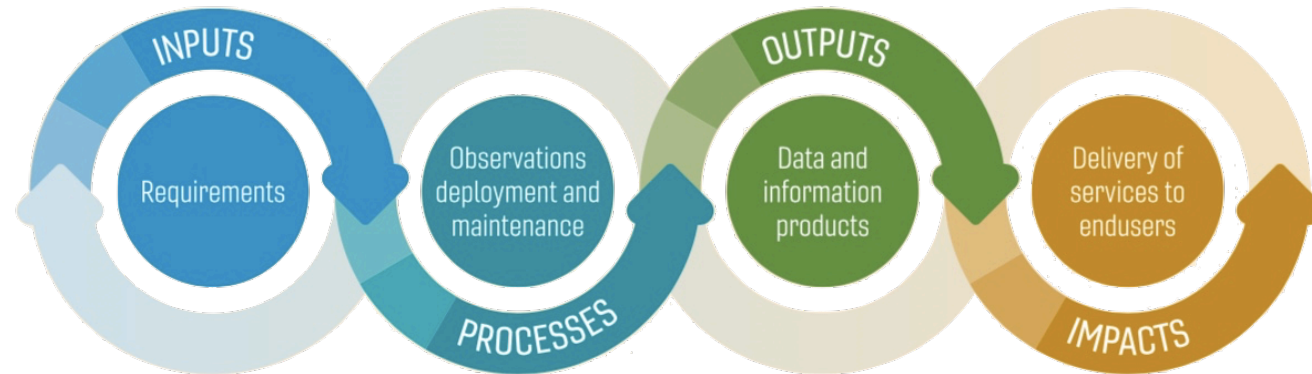 INPUTS
Requirements
Observations
deployment and
maintenance
PROCESSES
OUTPUTS
Data and
information
products
Delivery of
services to
endusers
IMPACTS